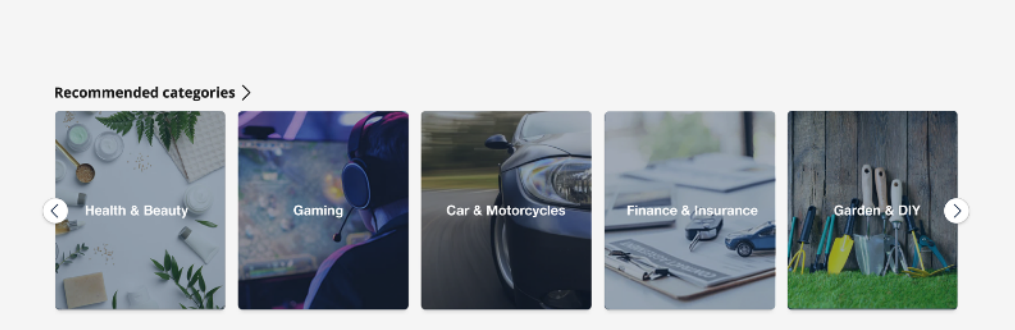 Recommended categories
Health & Beauty
Gaming
Car & Motorcycles
Finance & Insurance
Garden & DIY